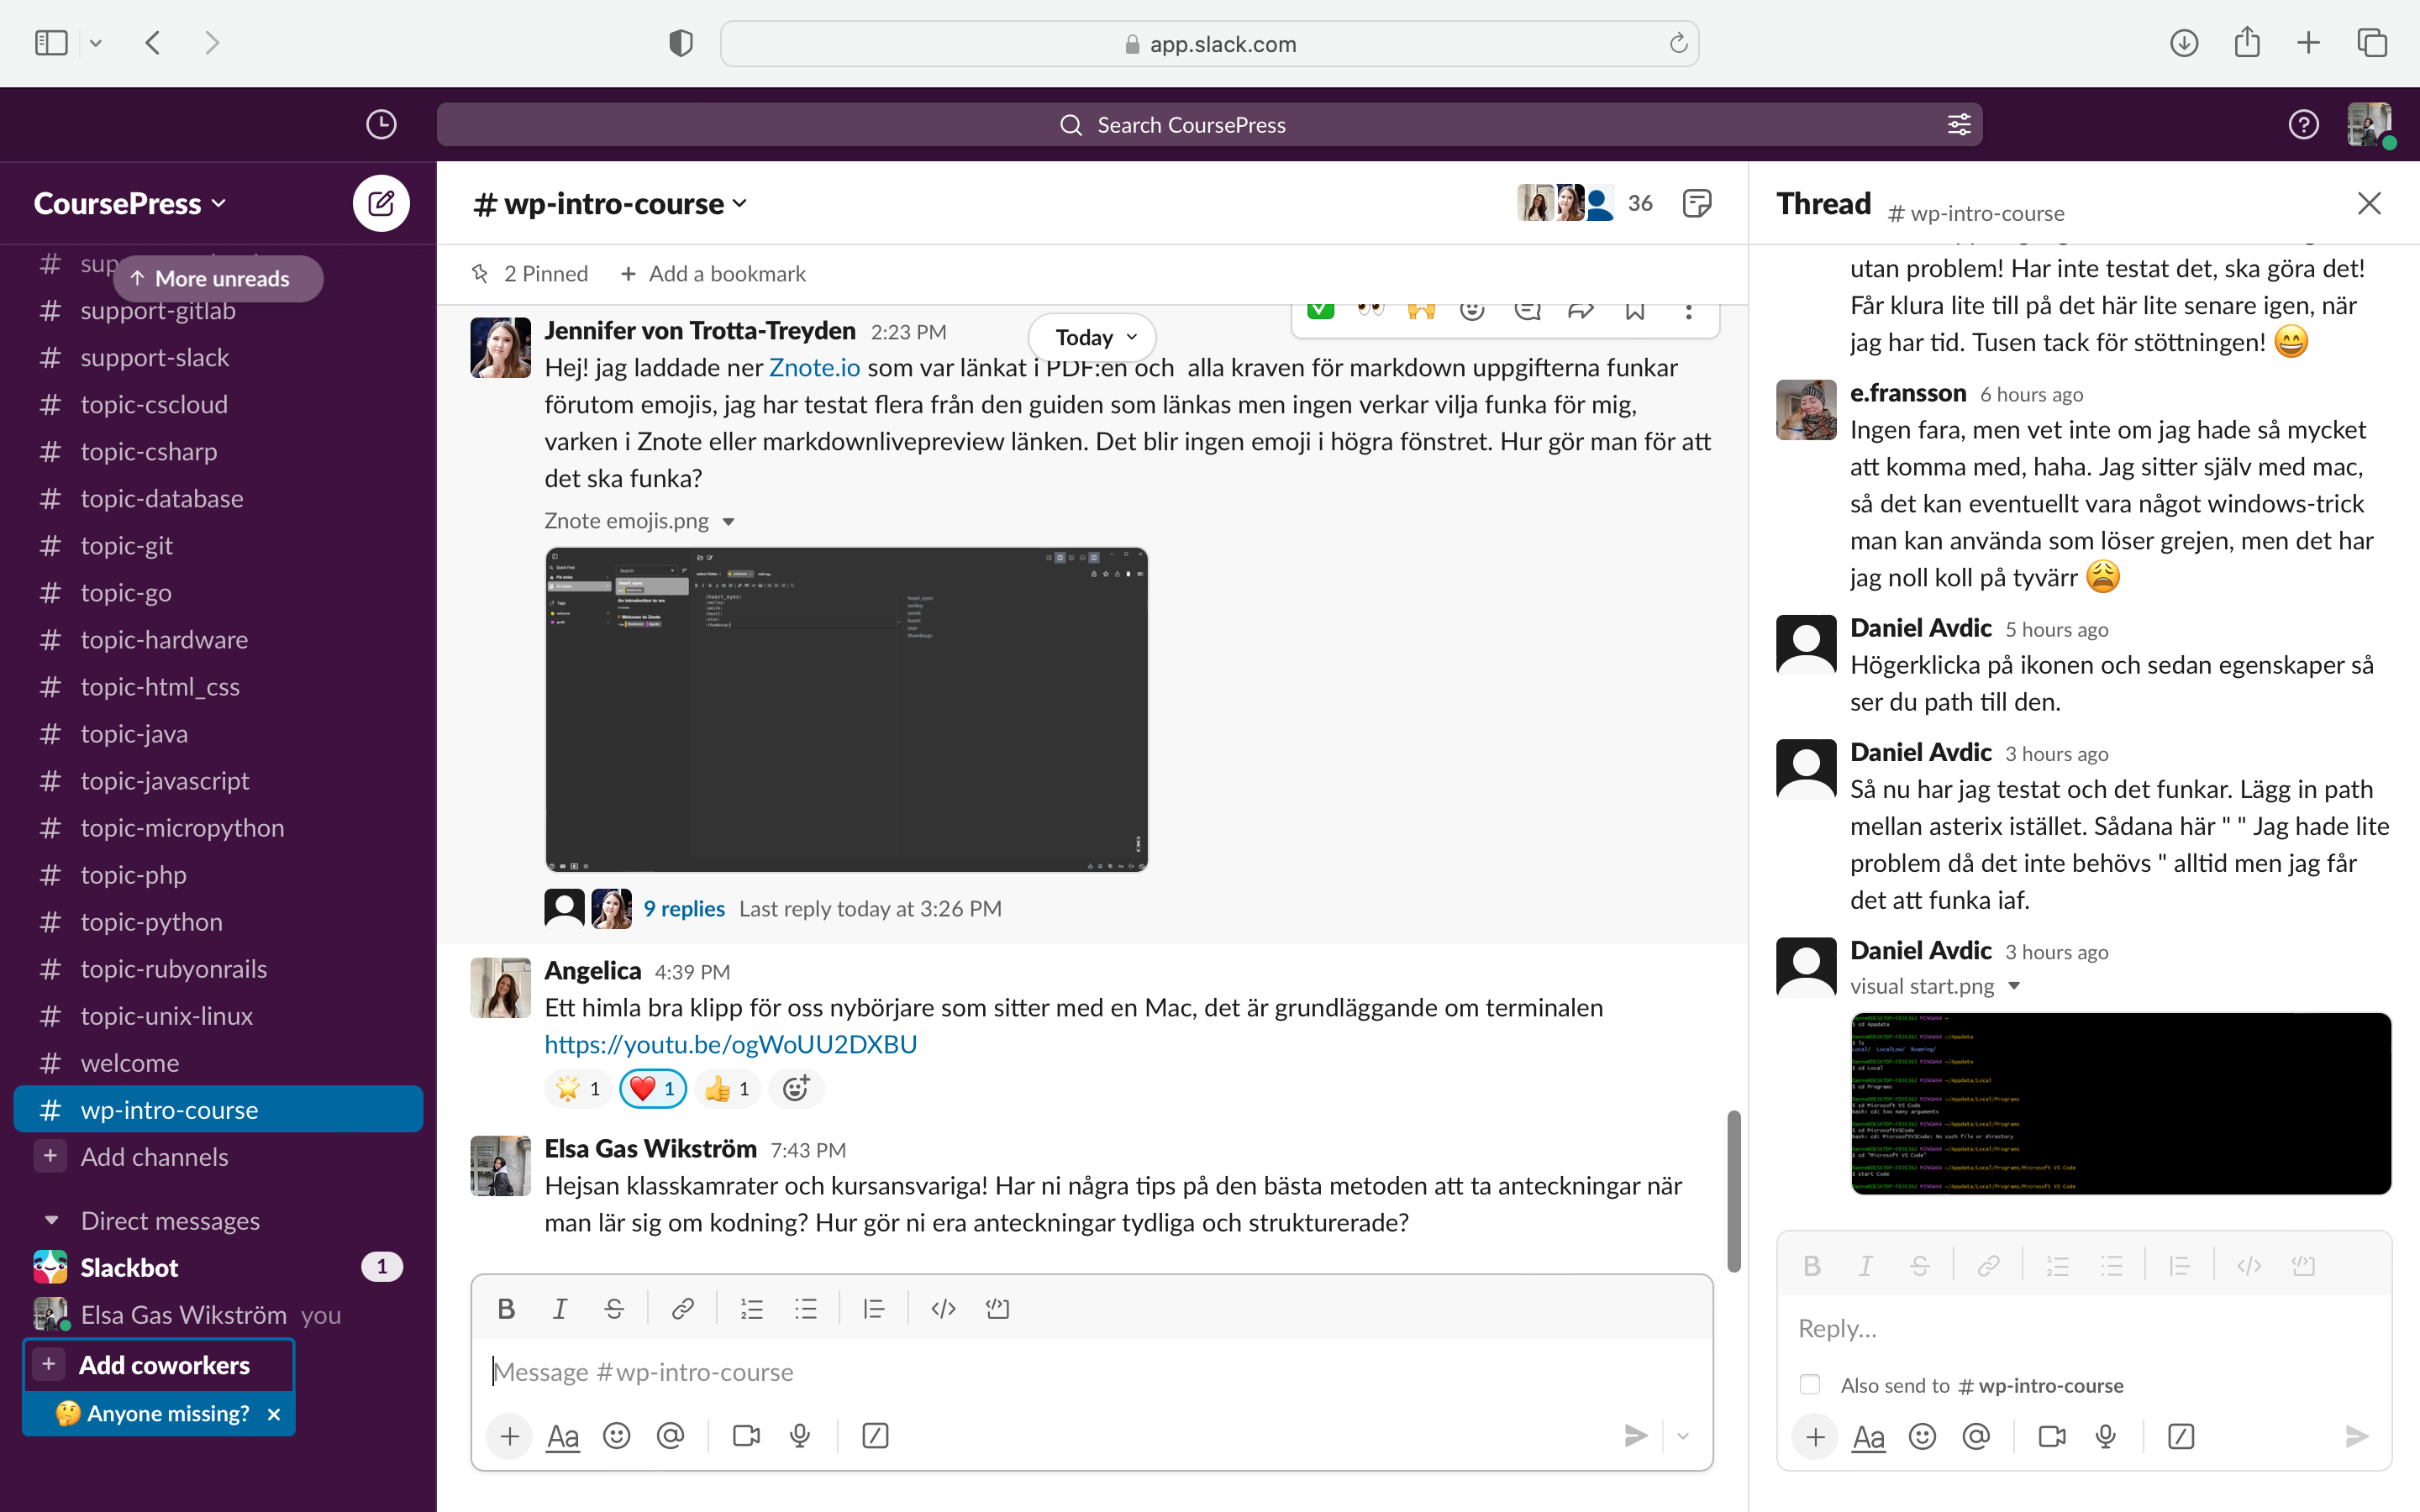 app.slack.com
Search CoursePress
CoursePress
More unreads
# support-gitlab
# support-slack
# topic-cscloud
# topic-csharp
# topic-database
# topic-git
# topic-go
# topic-hardware
# topic-html_css
# topic-java
# topic-javascript
# topic-micropython
# topic-php
# topic-python
# topic-rubyonrails
# topic-unix-linux
# welcome
# wp-intro-course
+ Add channels
Direct messages
Slackbot 1
Elsa Gas Wikström you
+ Add coworkers
Anyone missing? ×
# wp-intro-course
36
2 Pinned + Add a bookmark
Today
Jennifer von Trotta-Treyden 2:23 PM
Hej! jag laddade ner Znote.io som var länkat i PDF:en och alla kraven för markdown uppgifterna funkar
förutom emojis, jag har testat flera från den guiden som länkas men ingen verkar vilja funka för mig,
varken i Znote eller markdownlivepreview länken. Det blir ingen emoji i högra fönstret. Hur gör man för att
det ska funka?
Znote emojis.png
9 replies Last reply today at 3:26 PM
Angelica 4:39 PM
Ett himla bra klipp för oss nybörjare som sitter med en Mac, det är grundläggande om terminalen
https://youtu.be/ogWoUU2DXBU
1 1 1
Elsa Gas Wikström 7:43 PM
Hejsan klasskamrater och kursansvariga! Har ni några tips på den bästa metoden att ta anteckningar när
man lär sig om kodning? Hur gör ni era anteckningar tydliga och strukturerade?
Message #wp-intro-course
Thread # wp-intro-course
utan problem! Har inte testat det, ska göra det!
Får klura lite till på det här lite senare igen, när
jag har tid. Tusen tack för stöttningen! 😄
e.fransson 6 hours ago
Ingen fara, men vet inte om jag hade så mycket
att komma med, haha. Jag sitter själv med mac,
så det kan eventuellt vara något windows-trick
man kan använda som löser grejen, men det har
jag noll koll på tyvärr 😩
Daniel Avdic 5 hours ago
Högerklicka på ikonen och sedan egenskaper så
ser du path till den.
Daniel Avdic 3 hours ago
Så nu har jag testat och det funkar. Lägg in path
mellan asterix istället. Sådana här " " Jag hade lite
problem då det inte behövs " alltid men jag får
det att funka iaf.
Daniel Avdic 3 hours ago
visual start.png
Reply...
Also send to # wp-intro-course